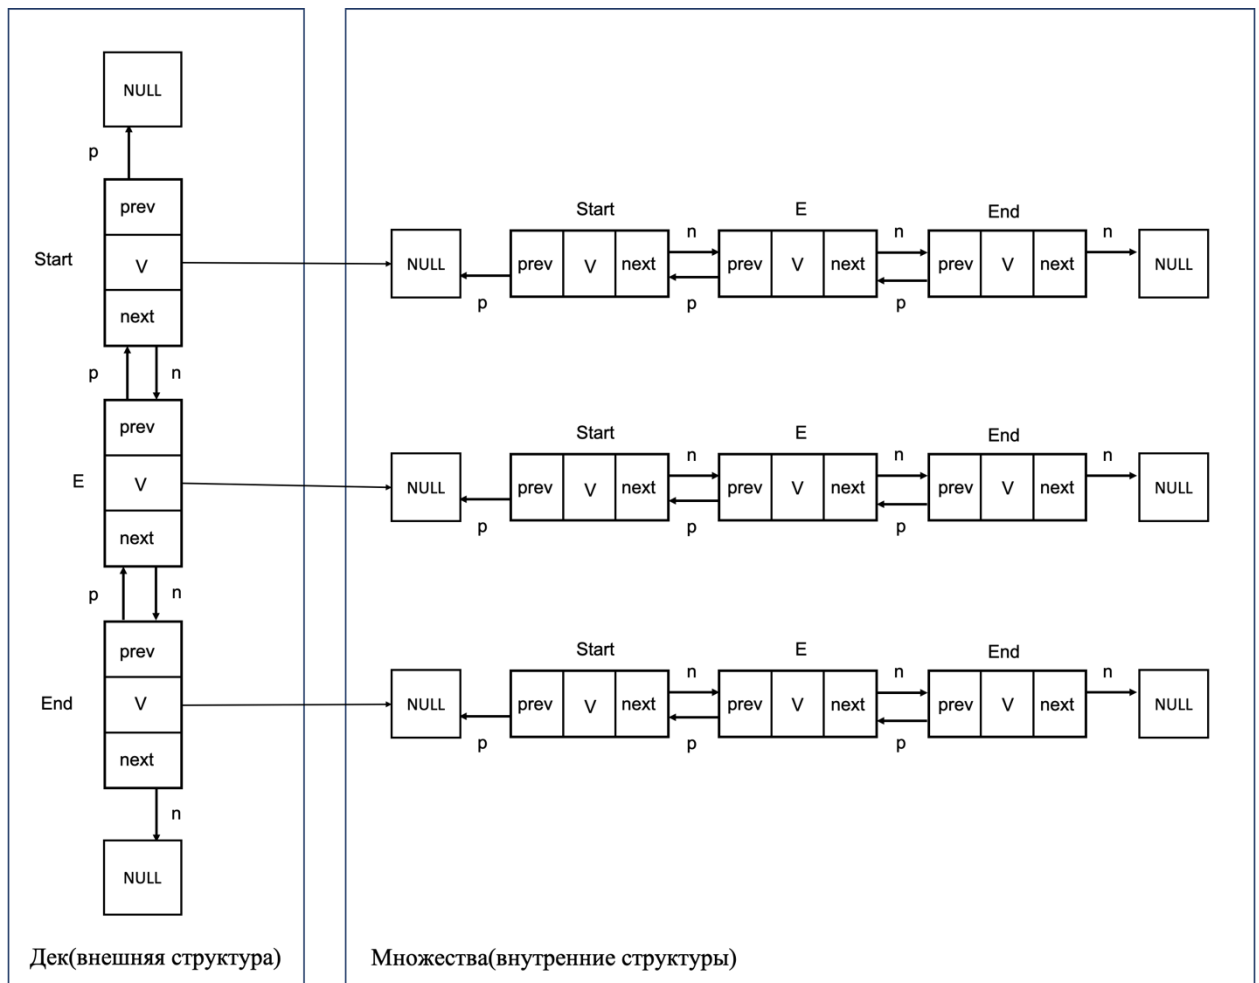 NULL
p
prev
Start
V
next
p
n
prev
E
V
next
p
n
prev
End
V
next
n
NULL
Дек(внешняя структура)
Start
E
End
n
n
n
NULL
prev
V
next
prev
V
next
prev
V
next
NULL
p
p
p
Start
E
End
n
n
n
NULL
prev
V
next
prev
V
next
prev
V
next
NULL
p
p
p
Start
E
End
n
n
n
NULL
prev
V
next
prev
V
next
prev
V
next
NULL
p
p
p
Множества(внутренние структуры)